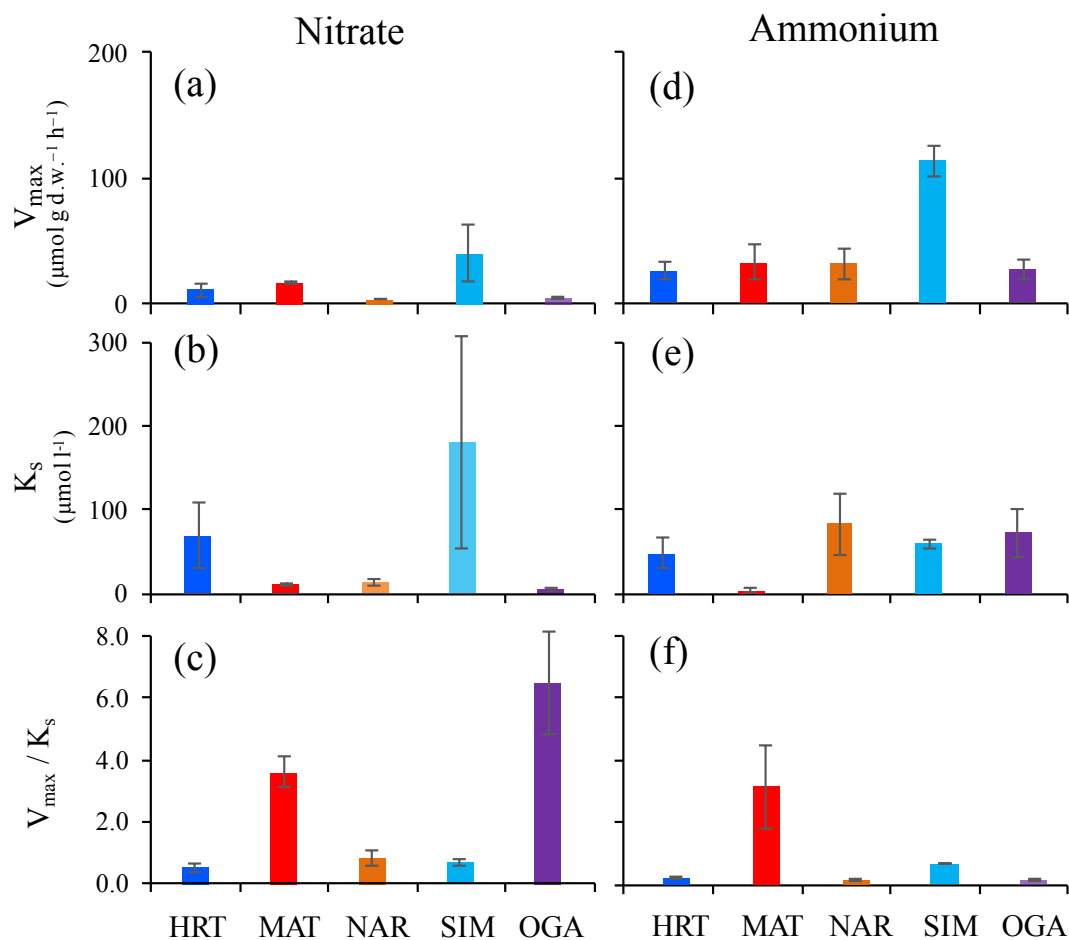 Nitrate
Ammonium
200
100
0
Vmax
(μmol g d.w.⁻¹ h⁻¹)
(a)
(d)
300
200
100
0
Ks
(μmol l⁻¹)
(b)
(e)
8.0
6.0
4.0
2.0
0.0
Vmax / Ks
(c)
(f)
HRT MAT NAR SIM OGA
HRT MAT NAR SIM OGA